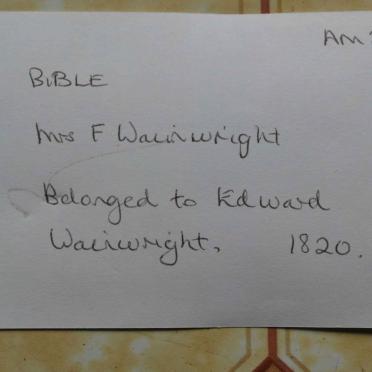 AM
BIBLE
Mrs F Wainwright
Belonged to Edward
Wainwright, 1820.